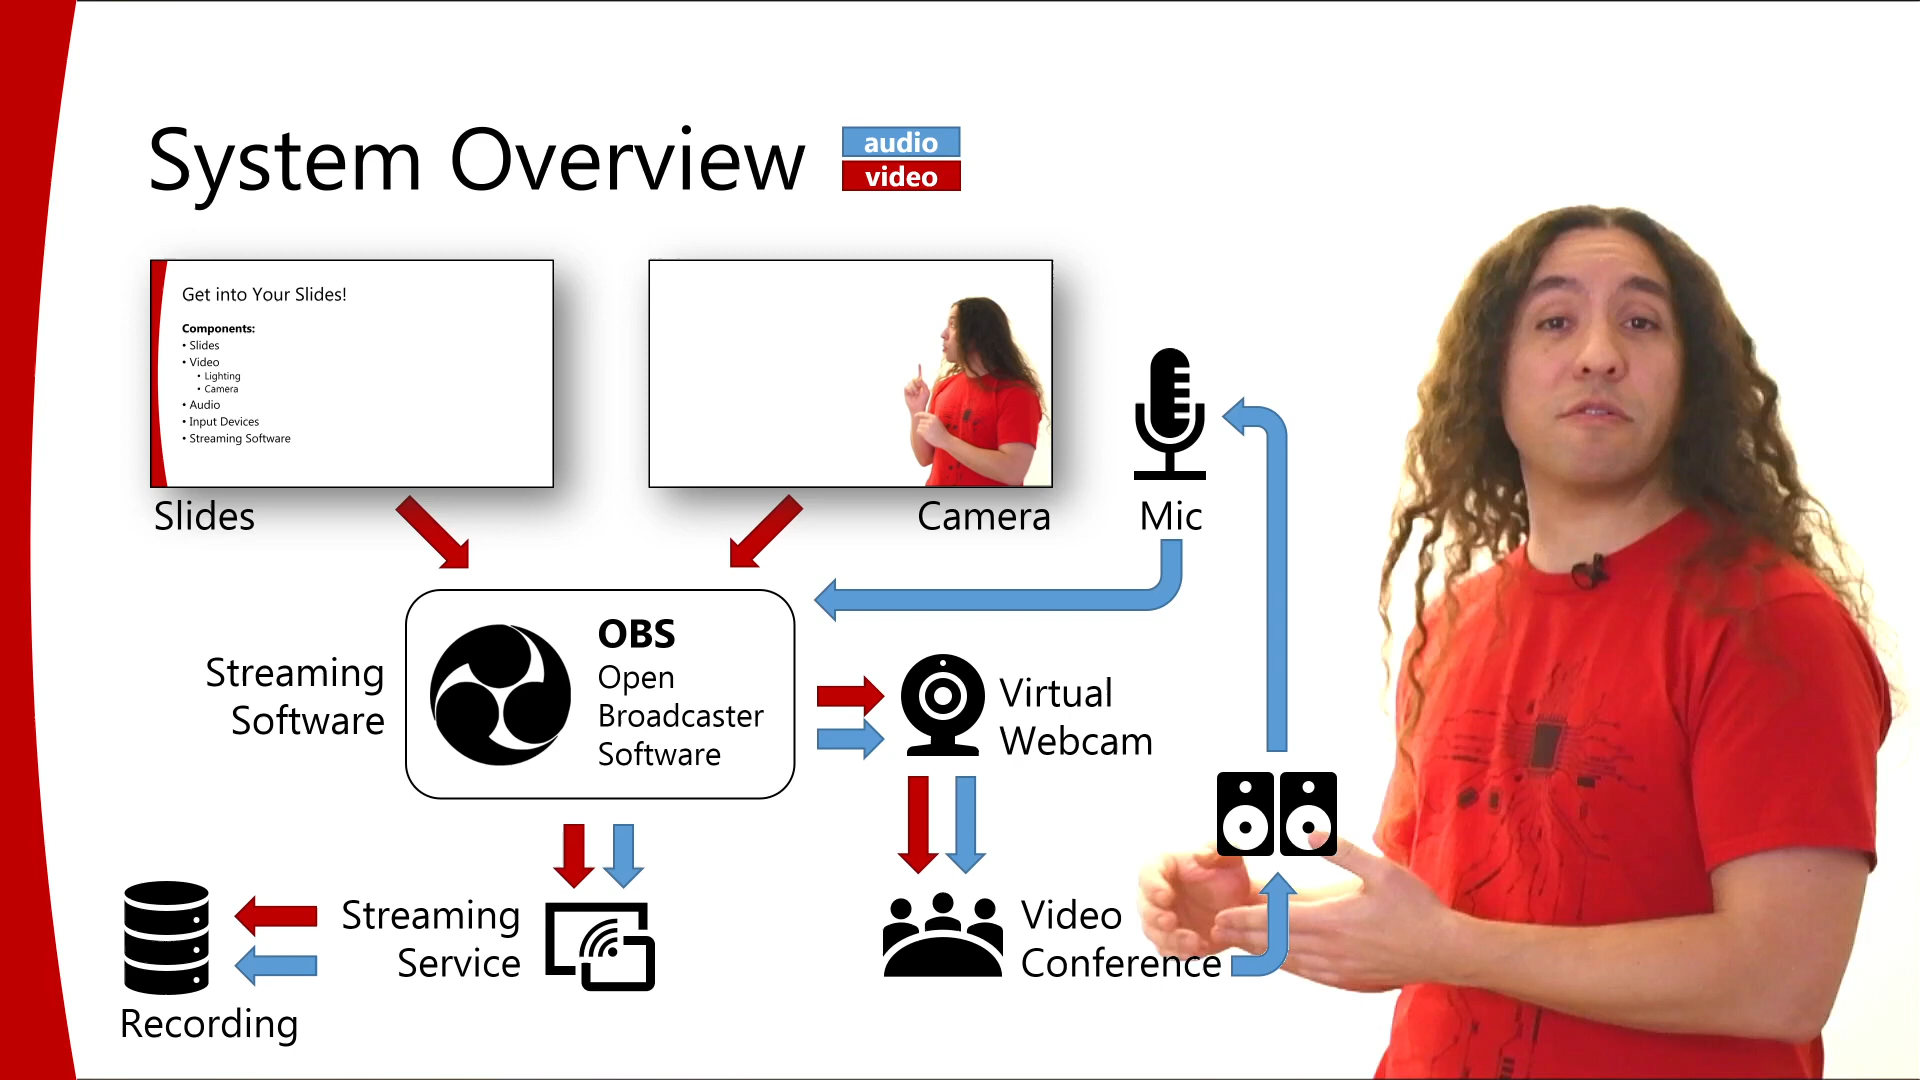 System Overview
audio
video
Get into Your Slides!
Components:
• Slides
• Video
• Lighting
• Camera
• Audio
• Input Devices
• Streaming Software
Slides
Camera
Mic
Streaming
Software
OBS
Open
Broadcaster
Software
Virtual
Webcam
Streaming
Service
Video
Conference
Recording